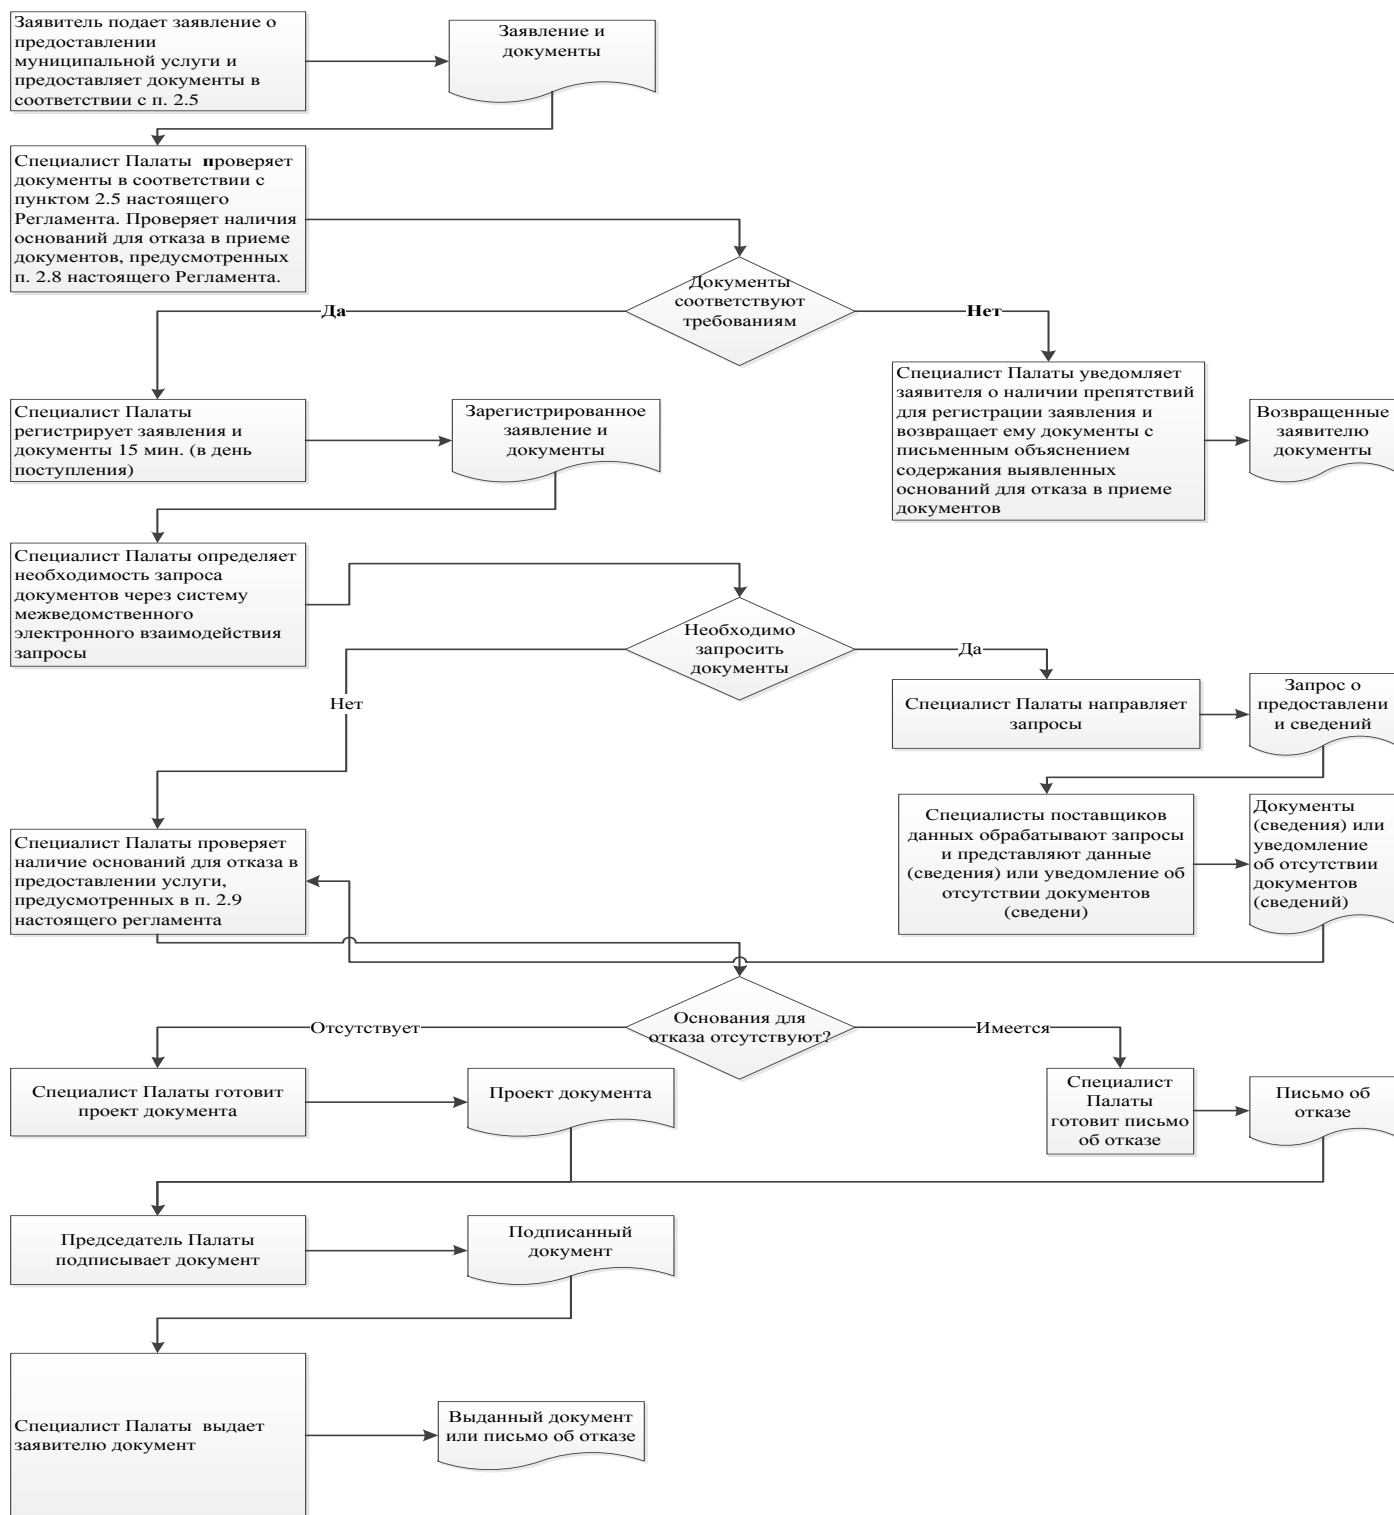 Заявитель подает заявление о
предоставлении
муниципальной услуги и
предоставляет документы в
соответствии с п. 2.5
Заявление и
документы
Специалист Палаты  проверяет
документы в соответствии с
пунктом 2.5 настоящего
Регламента. Проверяет наличия
оснований для отказа в приеме
документов, предусмотренных
п. 2.8 настоящего Регламента.
Документы
соответствуют
требованиям
Да
Нет
Специалист Палаты
регистрирует заявления и
документы 15 мин. (в день
поступления)
Зарегистрированное
заявление и
документы
Специалист Палаты уведомляет
заявителя о наличии препятствий
для регистрации заявления и
возвращает ему документы с
письменным объяснением
содержания выявленных
оснований для отказа в приеме
документов
Возвращенные
заявителю
документы
Специалист Палаты определяет
необходимость запроса
документов через систему
межведомственного
электронного взаимодействия
запросы
Необходимо
запросить
документы
Да
Нет
Специалист Палаты направляет
запросы
Запрос о
предоставлени
и сведений
Специалисты поставщиков
данных обрабатывают запросы
и представляют данные
(сведения) или уведомление об
отсутствии документов
(сведени)
Документы
(сведения) или
уведомление
об отсутствии
документов
(сведений)
Специалист Палаты проверяет
наличие оснований для отказа в
предоставлении услуги,
предусмотренных в п. 2.9
настоящего регламента
Основания для
отказа отсутствуют?
Отсутствует
Имеется
Специалист Палаты готовит
проект документа
Проект документа
Специалист
Палаты
готовит письмо
об отказе
Письмо об
отказе
Председатель Палаты
подписывает документ
Подписанный
документ
Специалист Палаты  выдает
заявителю документ
Выданный документ
или письмо об отказе